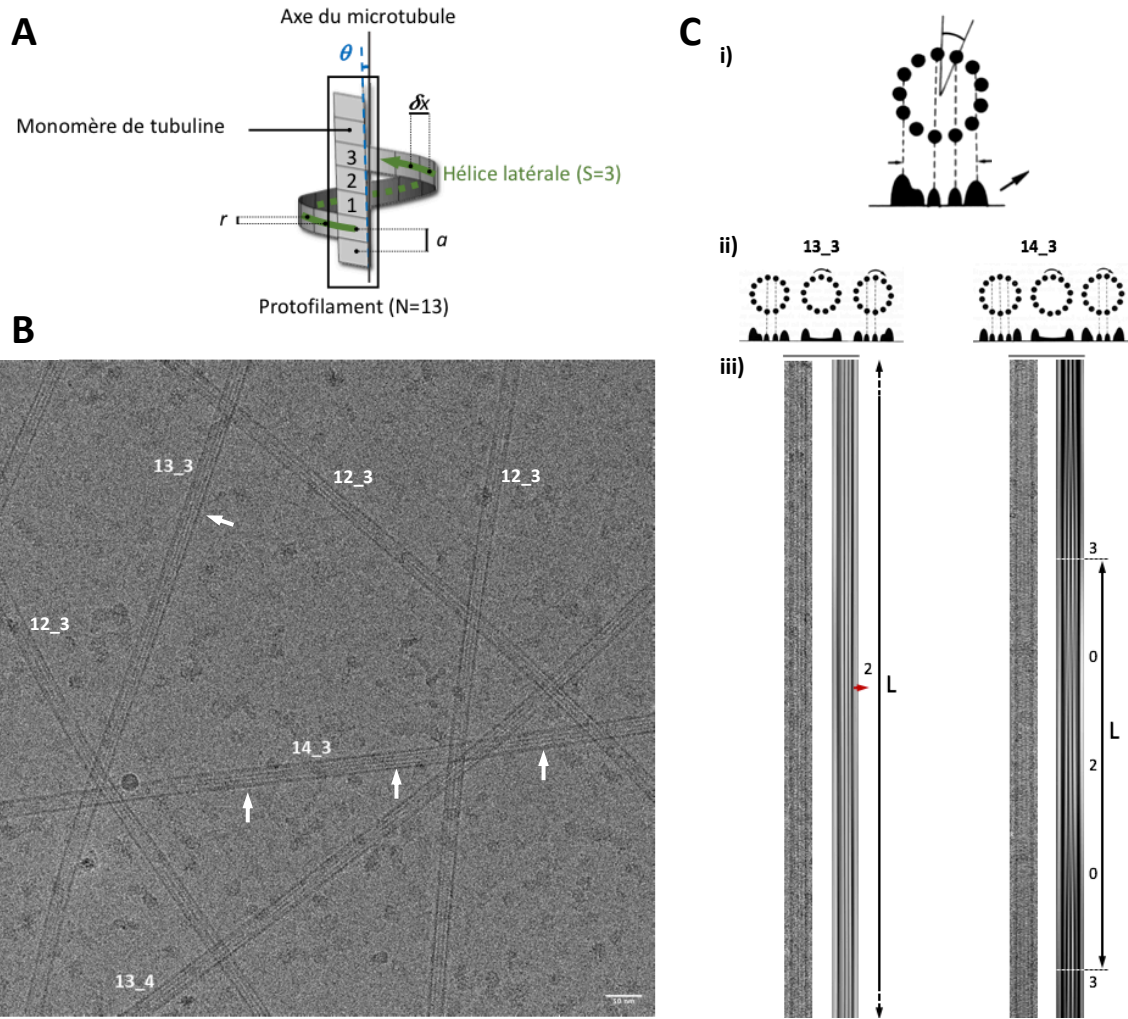 A
Axe du microtubule
θ
δx
Monomère de tubuline
3
2
1
Hélice latérale (S=3)
r
a
Protofilament (N=13)
B
13_3
12_3
12_3
12_3
14_3
13_4
C
i)
ii)
13_3
14_3
iii)
2
L
3
0
2
0
3
L